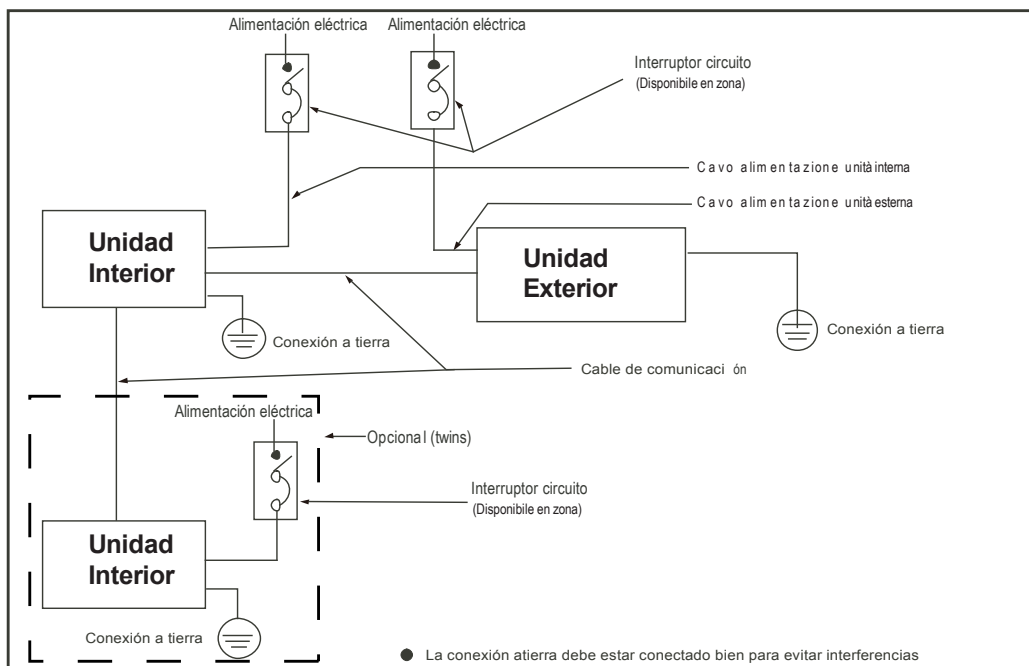 Alimentación eléctrica
Alimentación eléctrica
Interruptor circuito
(Disponibile en zona)
Cavo alimentazione unità interna
Cavo alimentazione unità esterna
Unidad
Interior
Unidad
Exterior
Conexión a tierra
Conexión a tierra
Cable de comunicaci ón
Alimentación eléctrica
Opcional (twins)
Interruptor circuito
(Disponibile en zona)
Unidad
Interior
Conexión a tierra
● La conexión atierra debe estar conectado bien para evitar interferencias